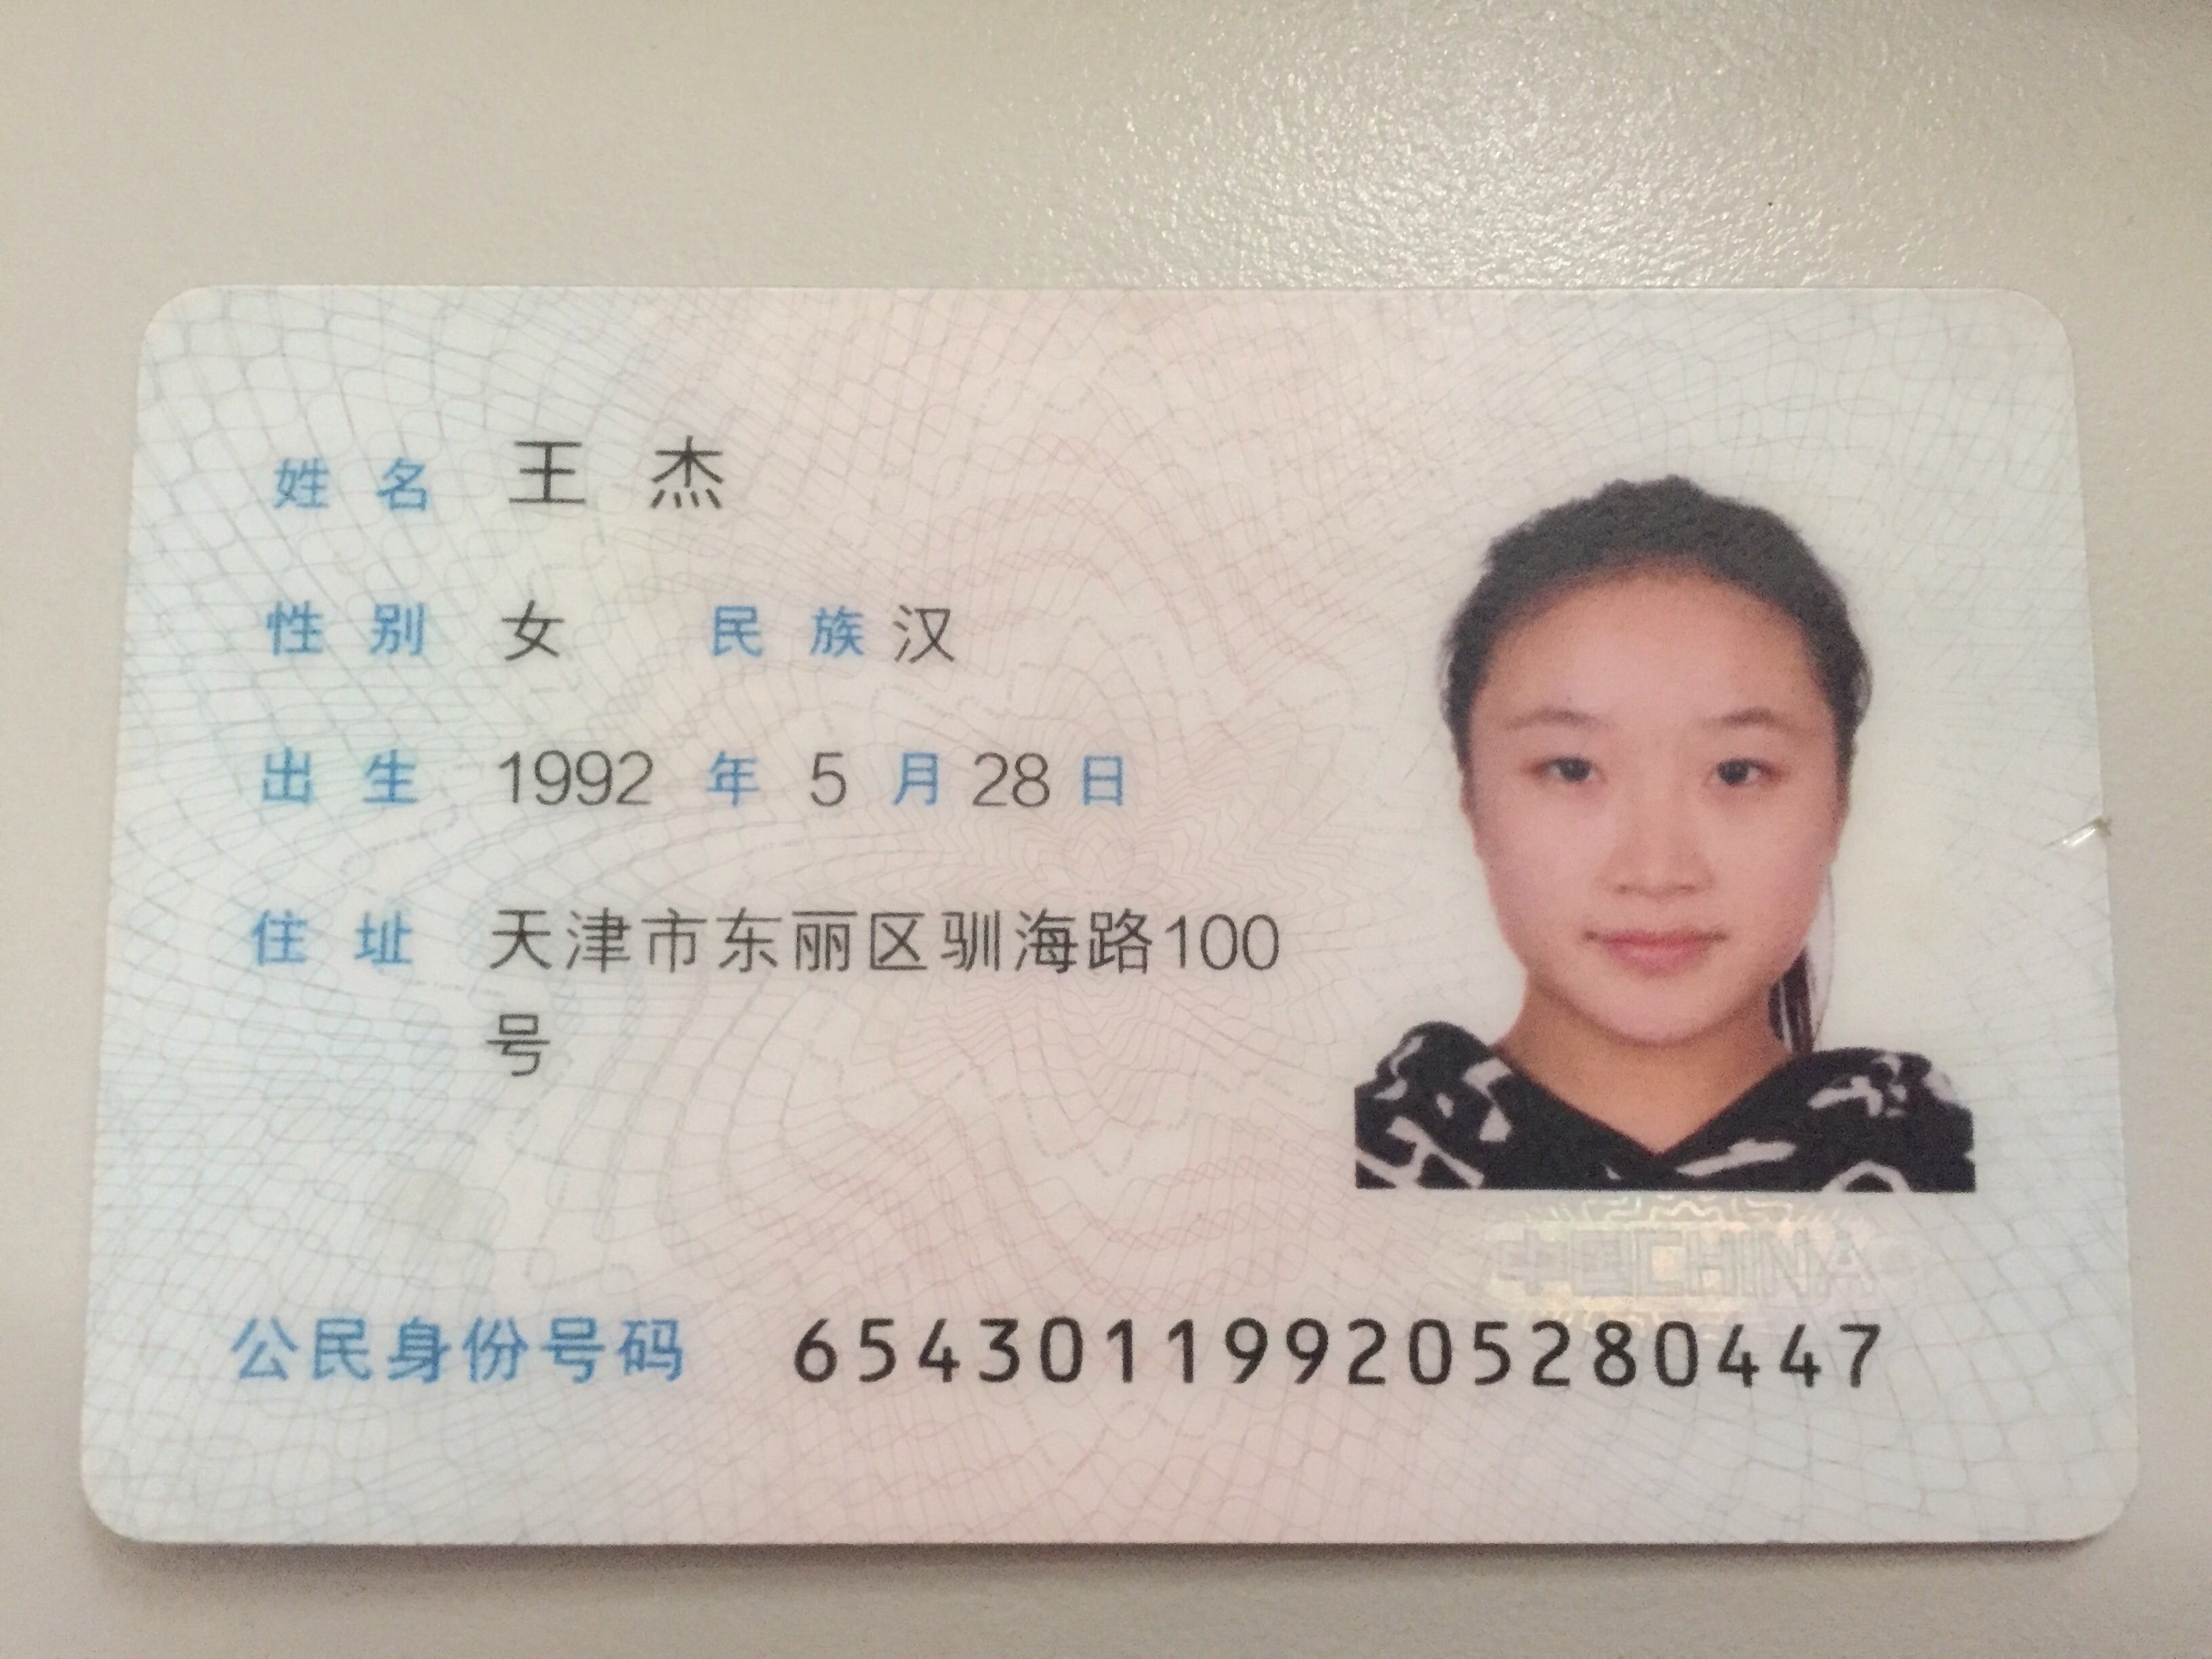 姓名 王杰
性别 女 民族 汉
出生 1992 年 5 月 28 日
住址 天津市东丽区驯海路100
号
中国CHINA
公民身份号码 654301199205280447